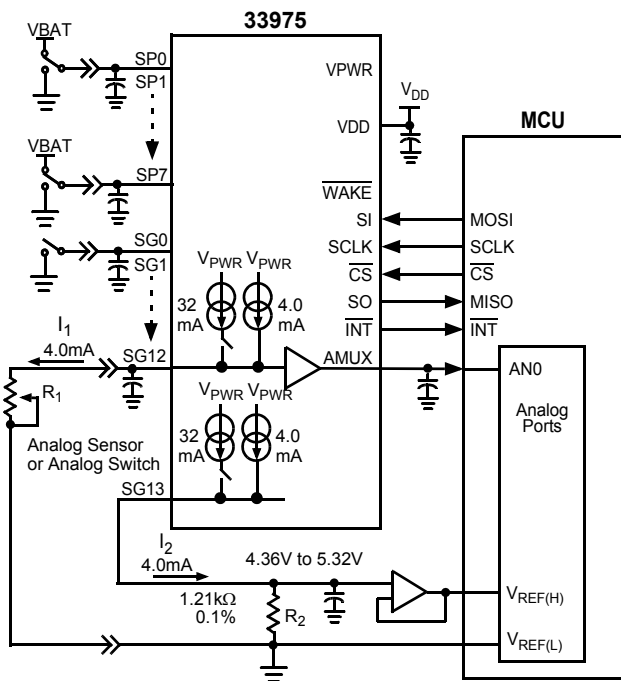 33975
VBAT
SP0
SP1
VPWR
VDD
VDD
MCU
VBAT
SP7
WAKE
SI
MOSI
SG0
SG1
SCLK
SCLK
CS
CS
VPWR VPWR
SO
MISO
32 mA
4.0 mA
INT
INT
I1
4.0mA
SG12
AMUX
AN0
R1
VPWR VPWR
Analog Ports
Analog Sensor
or Analog Switch
32 mA
4.0 mA
SG13
I2
4.0mA
4.36V to 5.32V
1.21kΩ
0.1%
R2
VREF(H)
VREF(L)